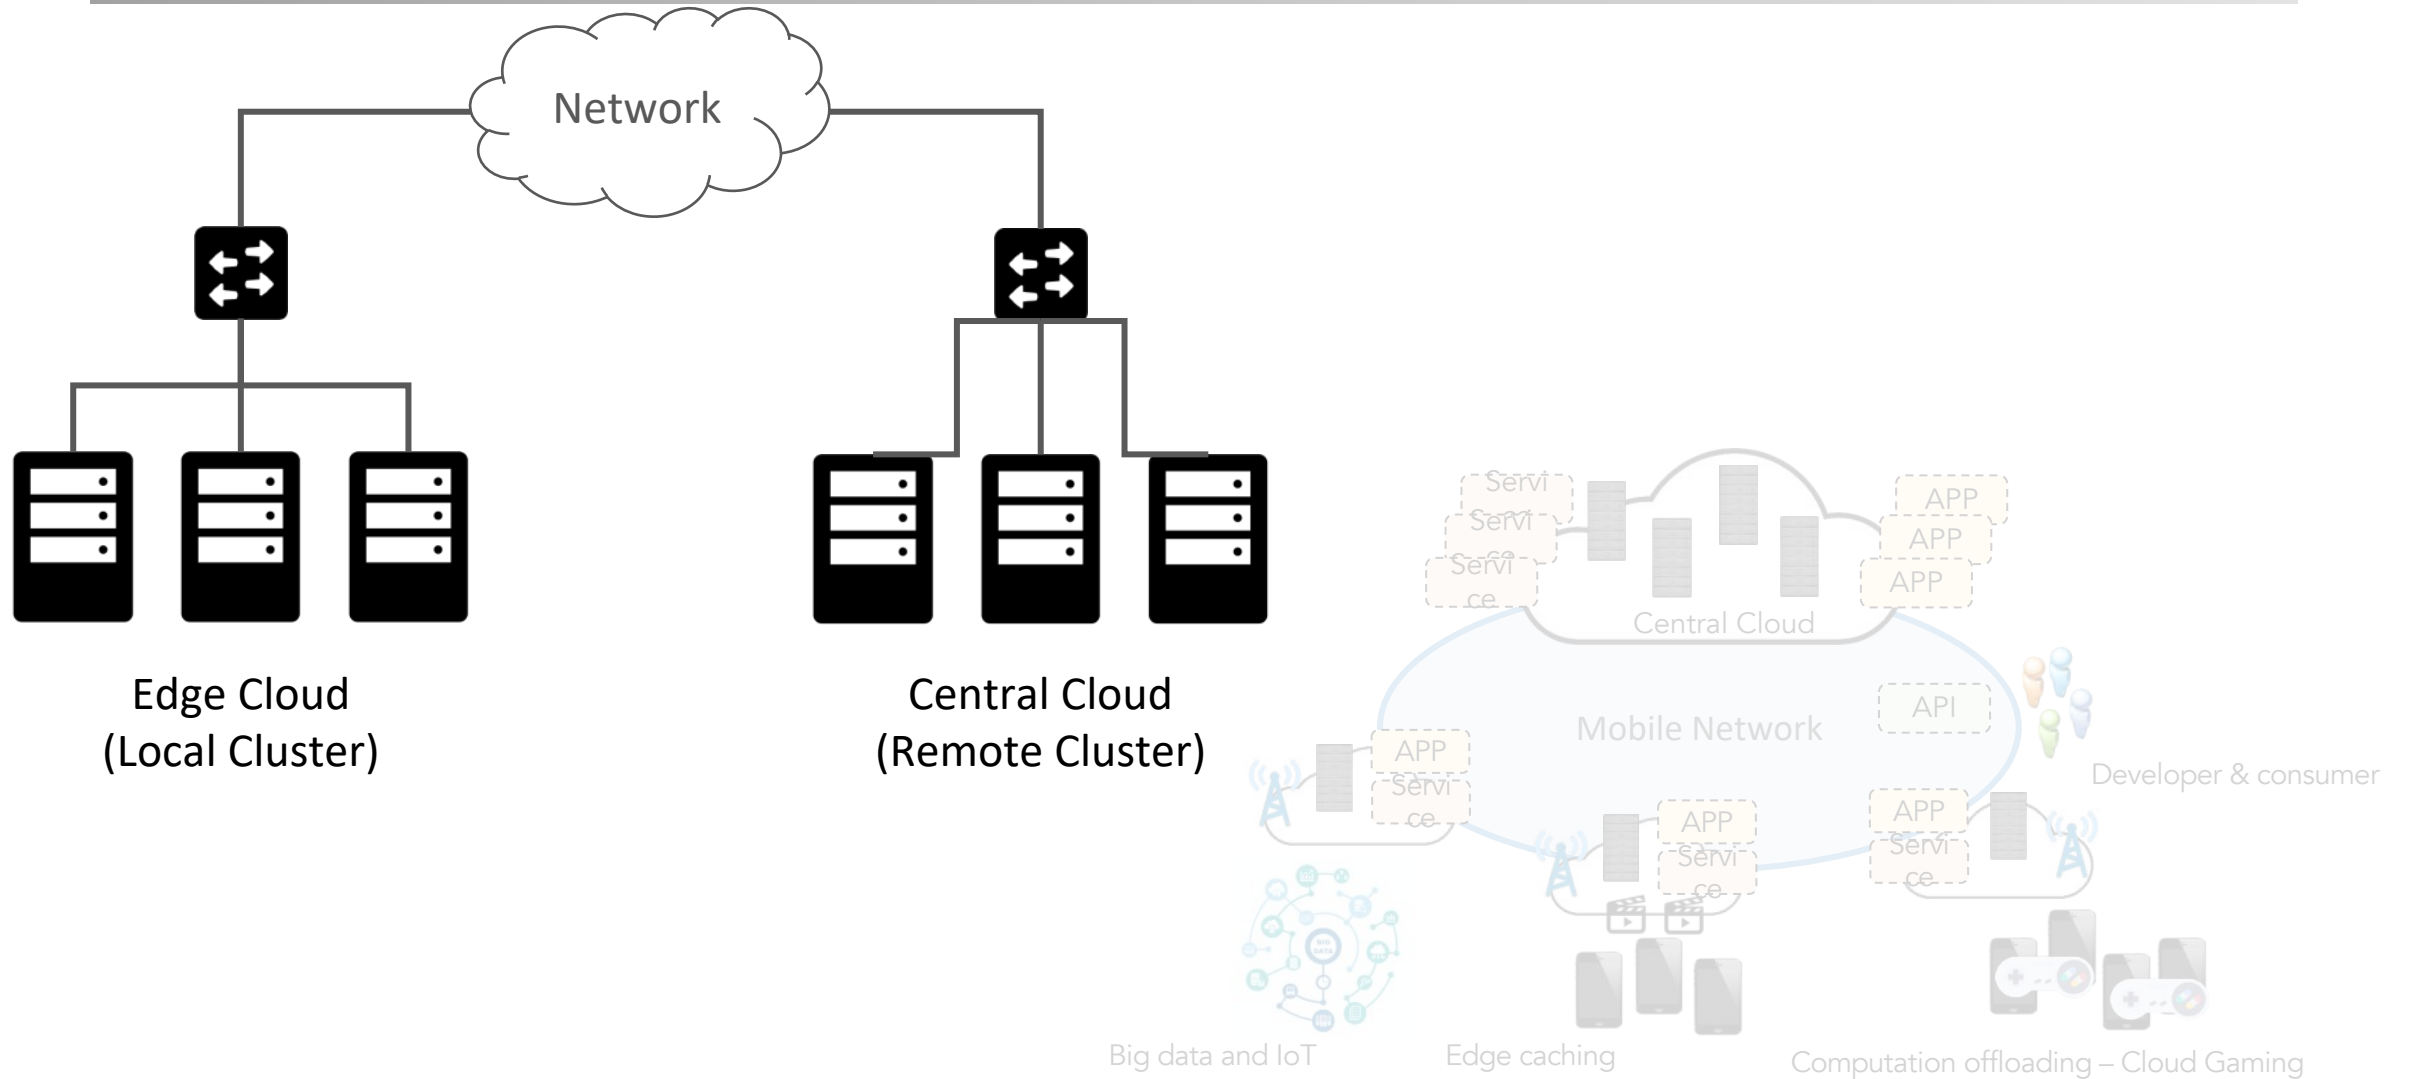 Network
Edge Cloud
(Local Cluster)
Central Cloud
(Remote Cluster)
Servi
Servi
Servi
ce
APP
APP
APP
Central Cloud
API
Mobile Network
Developer & consumer
APP
Servi
ce
APP
Servi
ce
APP
Servi
ce
BIG
DATA
Big data and IoT
Edge caching
Computation offloading – Cloud Gaming